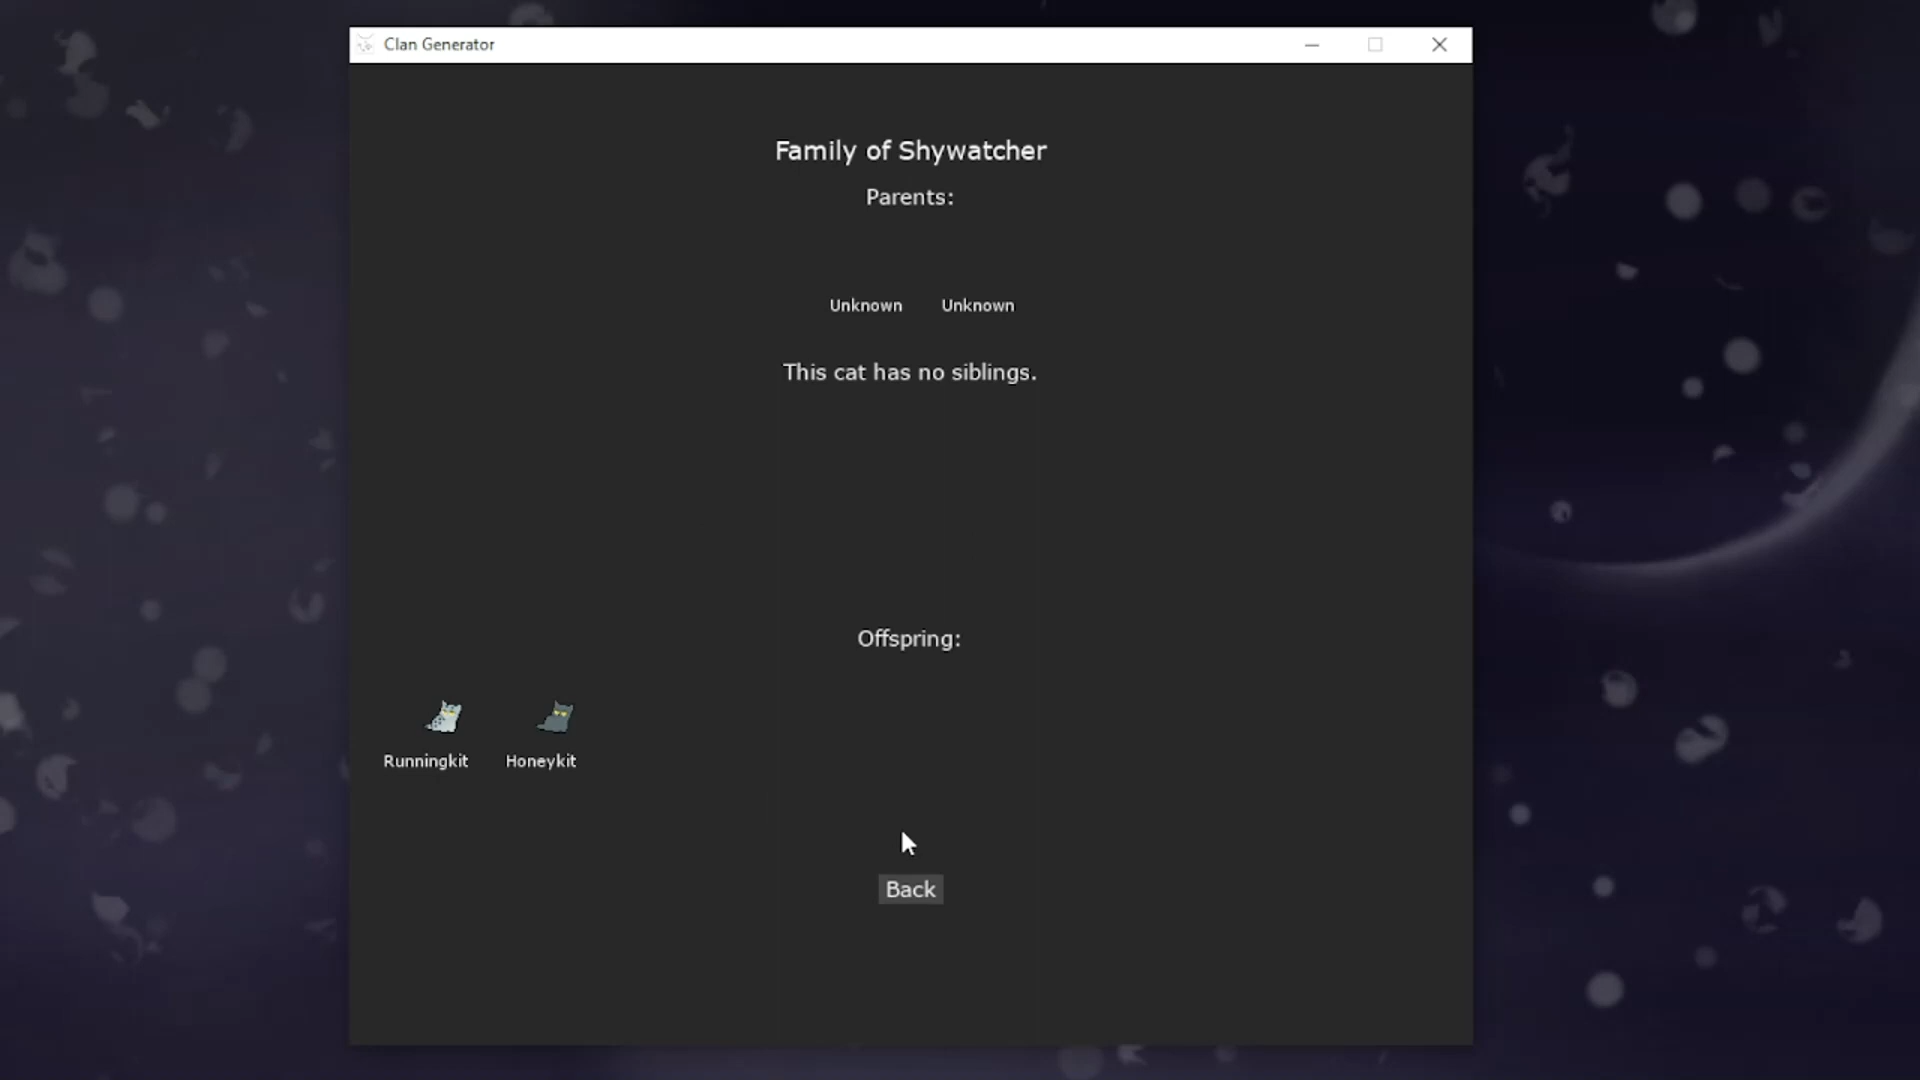 Clan Generator
Family of Shywatcher
Parents:
Unknown Unknown
This cat has no siblings.
Offspring:
Runningkit Honeykit
Back